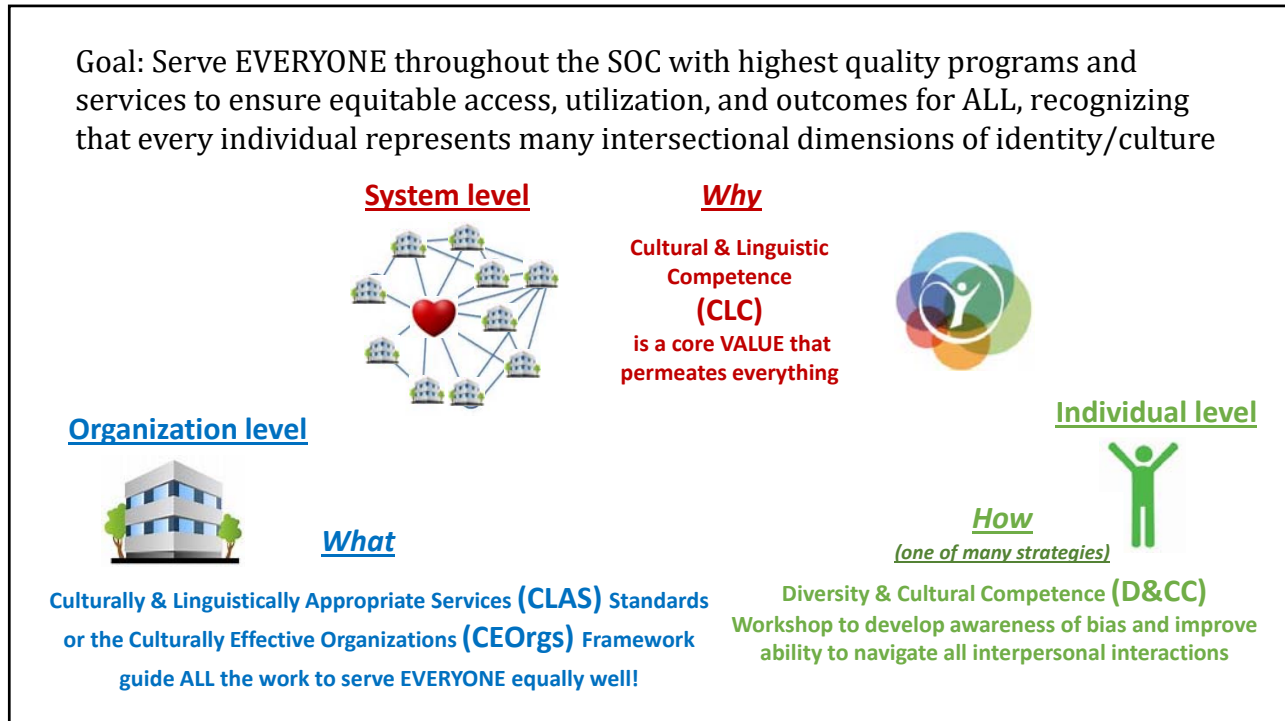 Goal: Serve EVERYONE throughout the SOC with highest quality programs and
services to ensure equitable access, utilization, and outcomes for ALL, recognizing
that every individual represents many intersectional dimensions of identity/culture
System level
Why
Cultural & Linguistic
Competence
(CLC)
is a core VALUE that
permeates everything
Organization level
What
Culturally & Linguistically Appropriate Services (CLAS) Standards
or the Culturally Effective Organizations (CEOrgs) Framework
guide ALL the work to serve EVERYONE equally well!
Individual level
How
(one of many strategies)
Diversity & Cultural Competence (D&CC)
Workshop to develop awareness of bias and improve
ability to navigate all interpersonal interactions